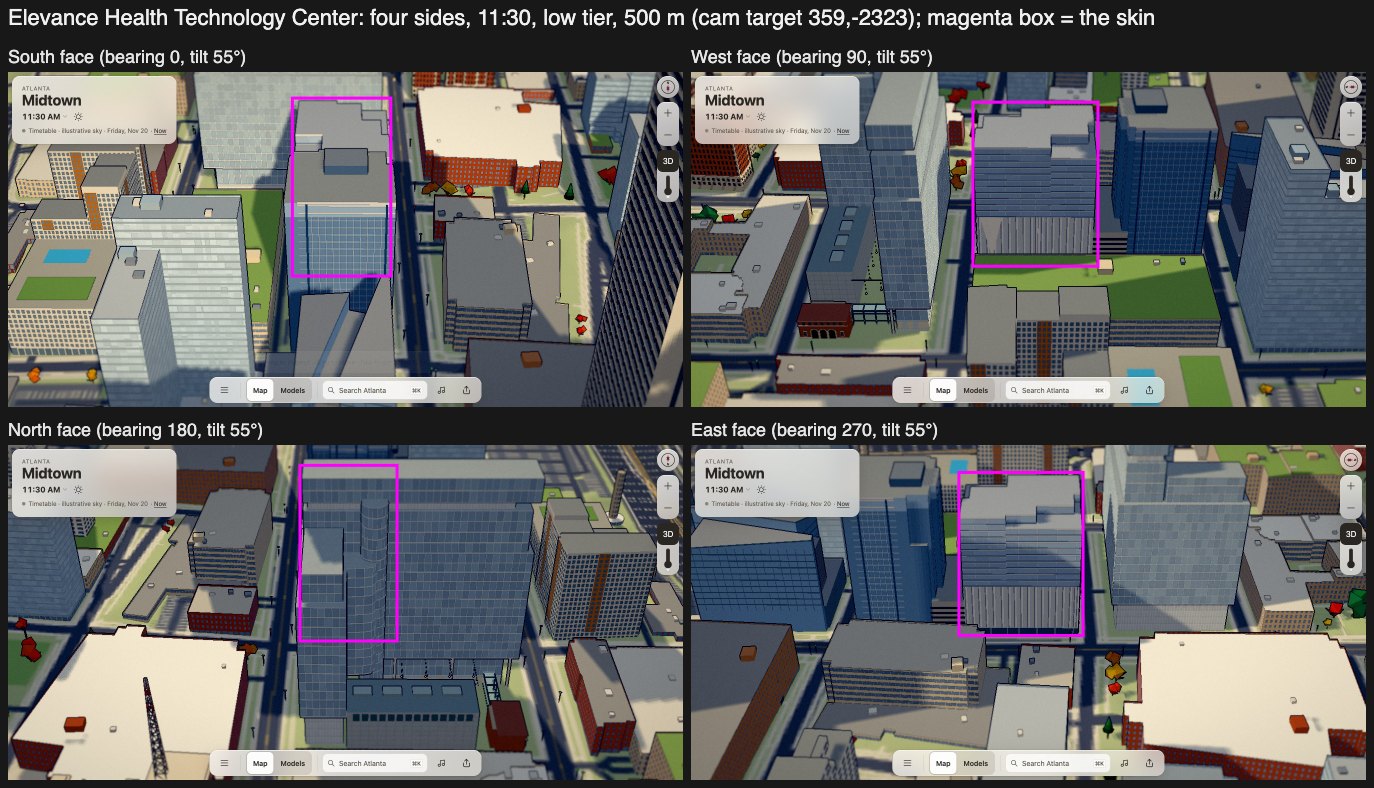 Elevance Health Technology Center: four sides, 11:30, low tier, 500 m (cam target 359,-2323); magenta box = the skin
South face (bearing 0, tilt 55°)
ATLANTA
Midtown
11:30 AM
Timetable · illustrative sky · Friday, Nov 20 · Now
+
−
3D
Map
Models
Search Atlanta
⌘K
West face (bearing 90, tilt 55°)
ATLANTA
Midtown
11:30 AM
Timetable · illustrative sky · Friday, Nov 20 · Now
+
−
3D
Map
Models
Search Atlanta
⌘K
North face (bearing 180, tilt 55°)
ATLANTA
Midtown
11:30 AM
Timetable · illustrative sky · Friday, Nov 20 · Now
+
−
3D
Map
Models
Search Atlanta
⌘K
East face (bearing 270, tilt 55°)
ATLANTA
Midtown
11:30 AM
Timetable · illustrative sky · Friday, Nov 20 · Now
+
−
3D
Map
Models
Search Atlanta
⌘K